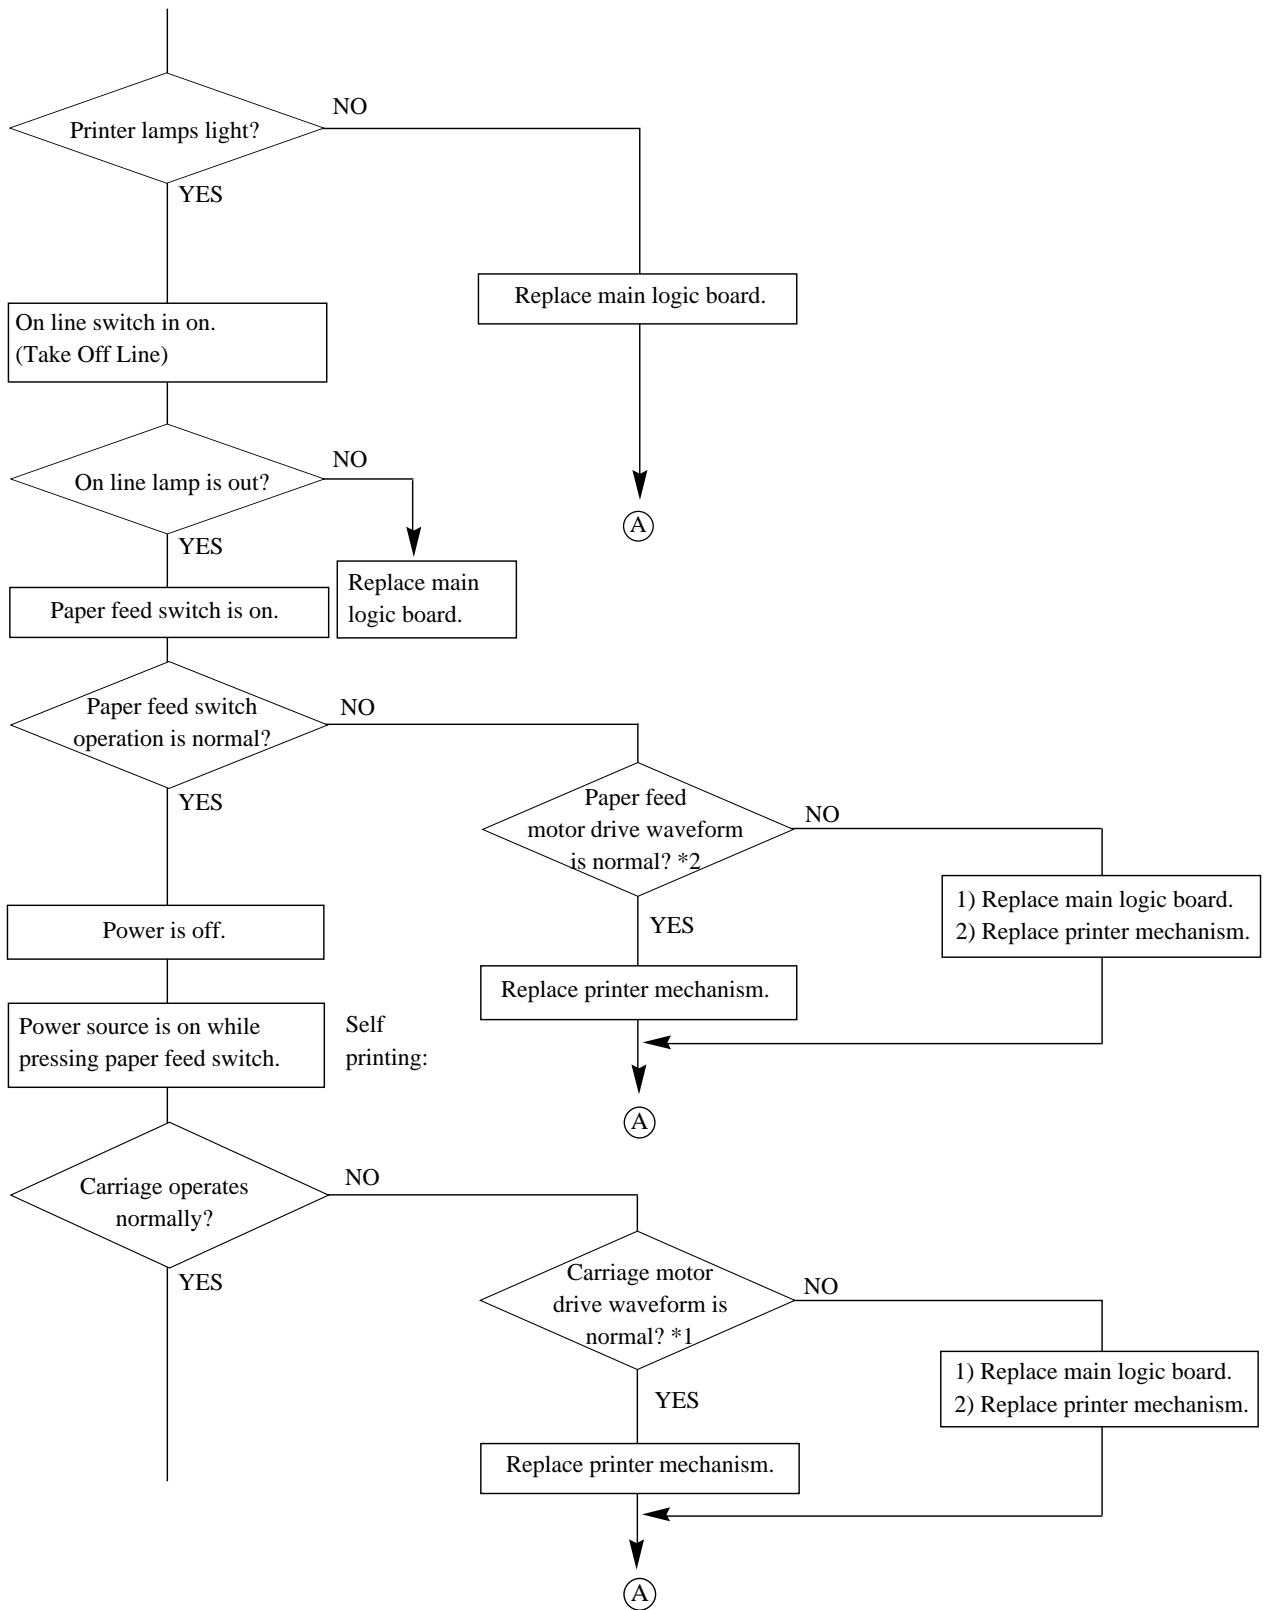 NO
Printer lamps light?
YES
Replace main logic board.
On line switch in on.
(Take Off Line)
NO
On line lamp is out?
A
YES
Replace main
logic board.
Paper feed switch is on.
Paper feed switch
operation is normal?
NO
YES
Paper feed
motor drive waveform
is normal? *2
NO
1) Replace main logic board.
2) Replace printer mechanism.
YES
Power is off.
Replace printer mechanism.
Power source is on while
pressing paper feed switch.
Self
printing:
A
NO
Carriage operates
normally?
YES
Carriage motor
drive waveform is
normal? *1
NO
1) Replace main logic board.
2) Replace printer mechanism.
YES
Replace printer mechanism.
A